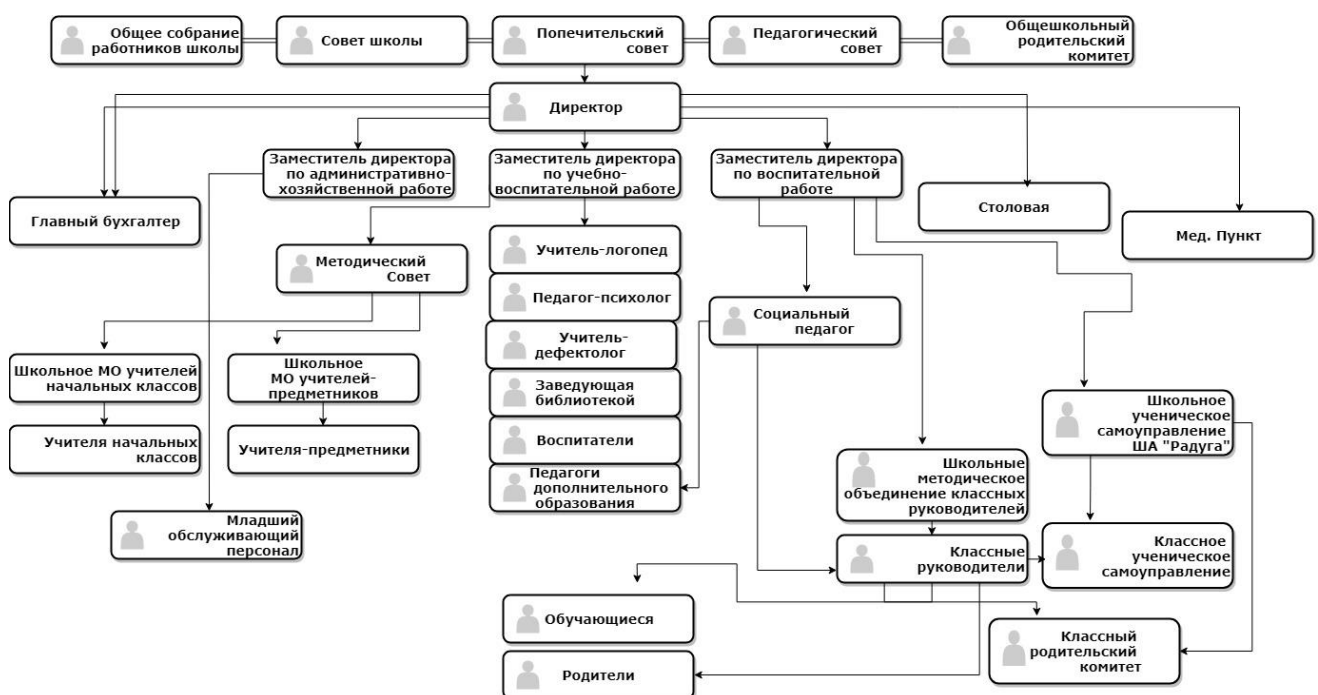 Общее собрание
работников школы
Совет школы
Попечительский
совет
Педагогический
совет
Общешкольный
родительский
комитет
Директор
Заместитель директора
по административно-
хозяйственной работе
Заместитель директора
по учебно-
воспитательной работе
Заместитель директора
по воспитательной
работе
Главный бухгалтер
Столовая
Мед. Пункт
Методический
Совет
Учитель-логопед
Педагог-психолог
Учитель-
дефектолог
Заведующая
библиотекой
Воспитатели
Педагоги
дополнительного
образования
Социальный
педагог
Школьное МО учителей
начальных классов
Школьное
МО учителей-
предметников
Учителя начальных
классов
Учителя-предметники
Младший
обслуживающий
персонал
Школьное
ученическое
самоуправление
ША "Радуга"
Школьные
методическое
объединение классных
руководителей
Классные
руководители
Классное
ученическое
самоуправление
Обучающиеся
Родители
Классный
родительский
комитет